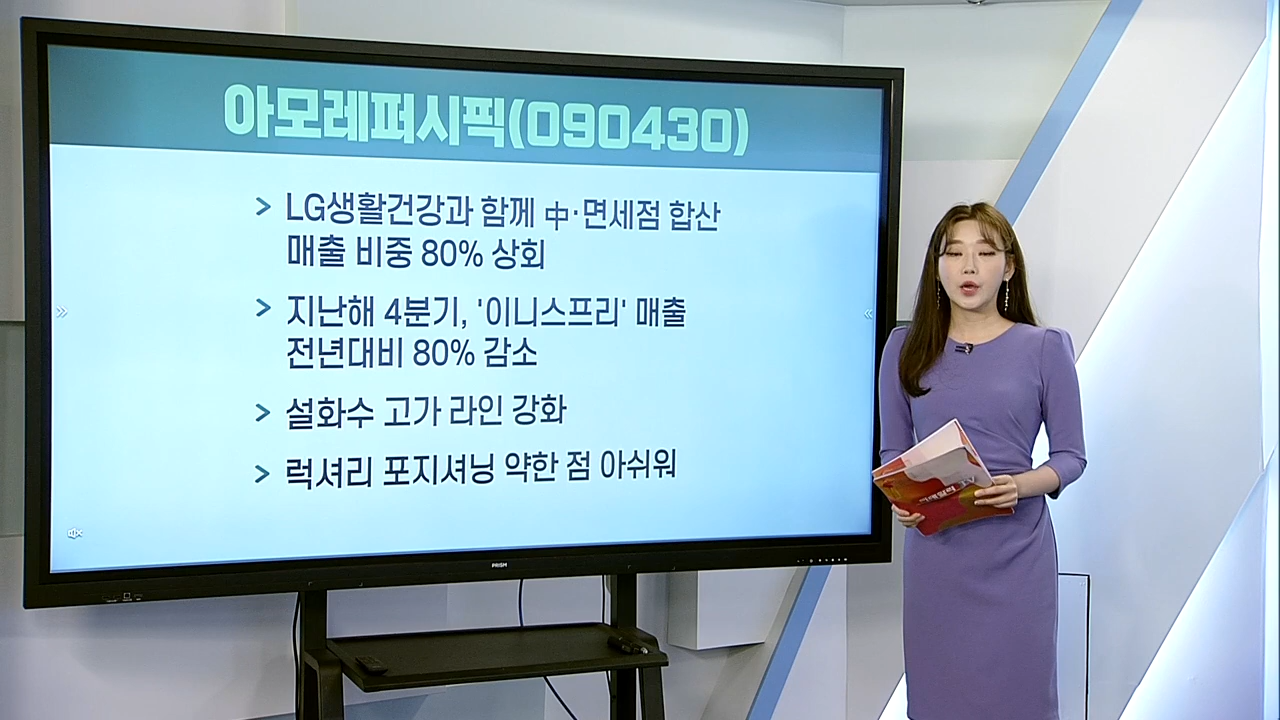 아모레퍼시픽(090430)
> LG생활건강과 함께 中·면세점 합산
매출 비중 80% 상회
> 지난해 4분기, '이니스프리' 매출
전년대비 80% 감소
> 설화수 고가 라인 강화
> 럭셔리 포지셔닝 약한 점 아쉬워
PRISM